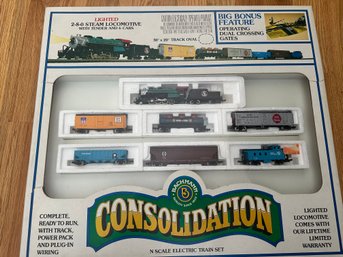 LIGHTED
2-8-0 STEAM LOCOMOTIVE
WITH TENDER AND 6 CARS
BIG BONUS
FEATURE
OPERATING
DUAL CROSSING
GATES
TRACK OVAL
BACHMANN
CONSOLIDATION
N SCALE ELECTRIC TRAIN SET
COMPLETE,
READY TO RUN,
WITH TRACK,
POWER PACK
AND PLUG-IN
WIRING
LIGHTED
LOCOMOTIVE
COMES WITH
OUR LIFETIME
LIMITED
WARRANTY